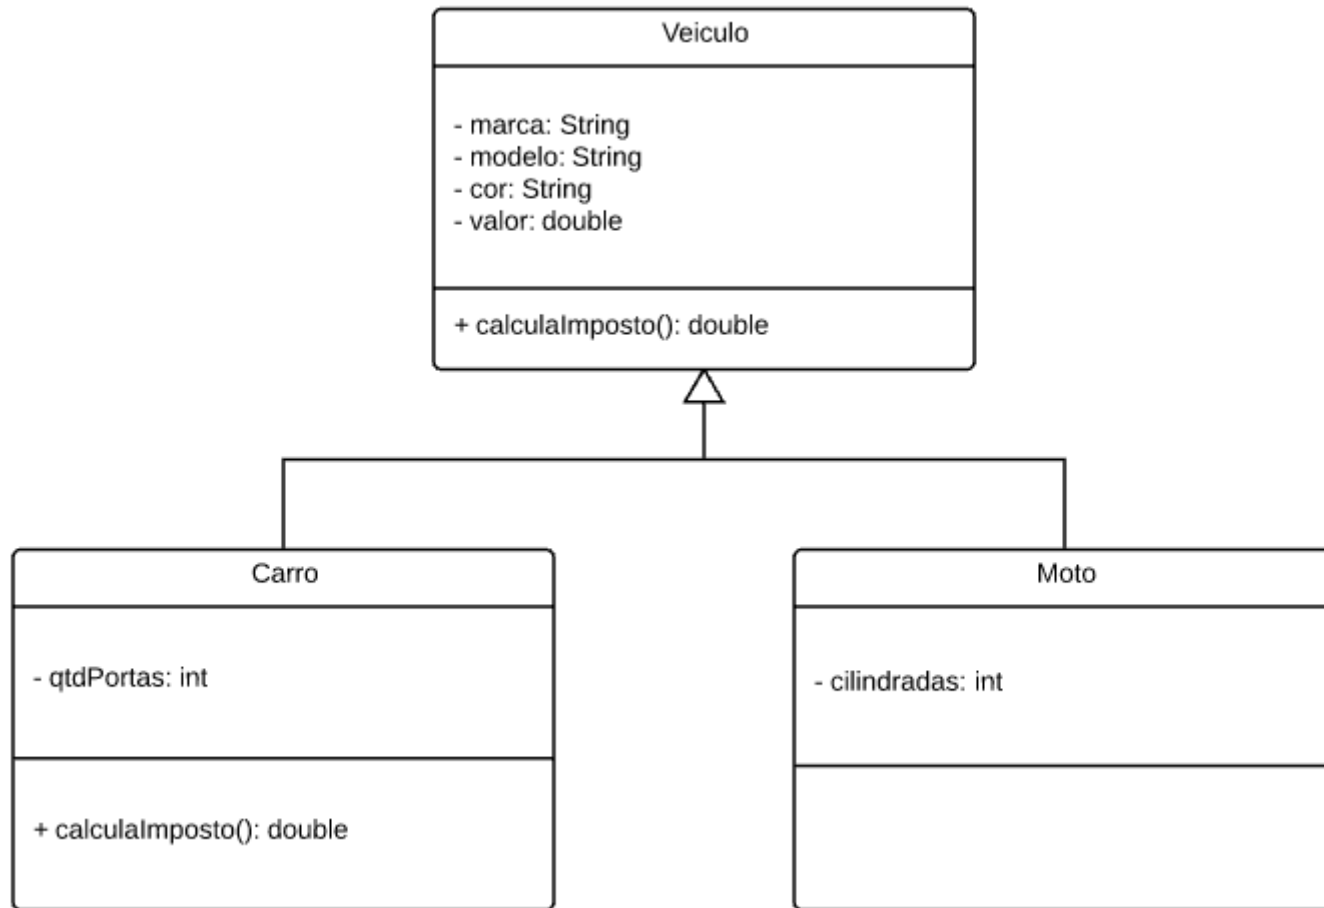 Veiculo
- marca: String
- modelo: String
- cor: String
- valor: double
+ calculaImposto(): double
Carro
- qtdPortas: int
+ calculaImposto(): double
Moto
- cilindradas: int